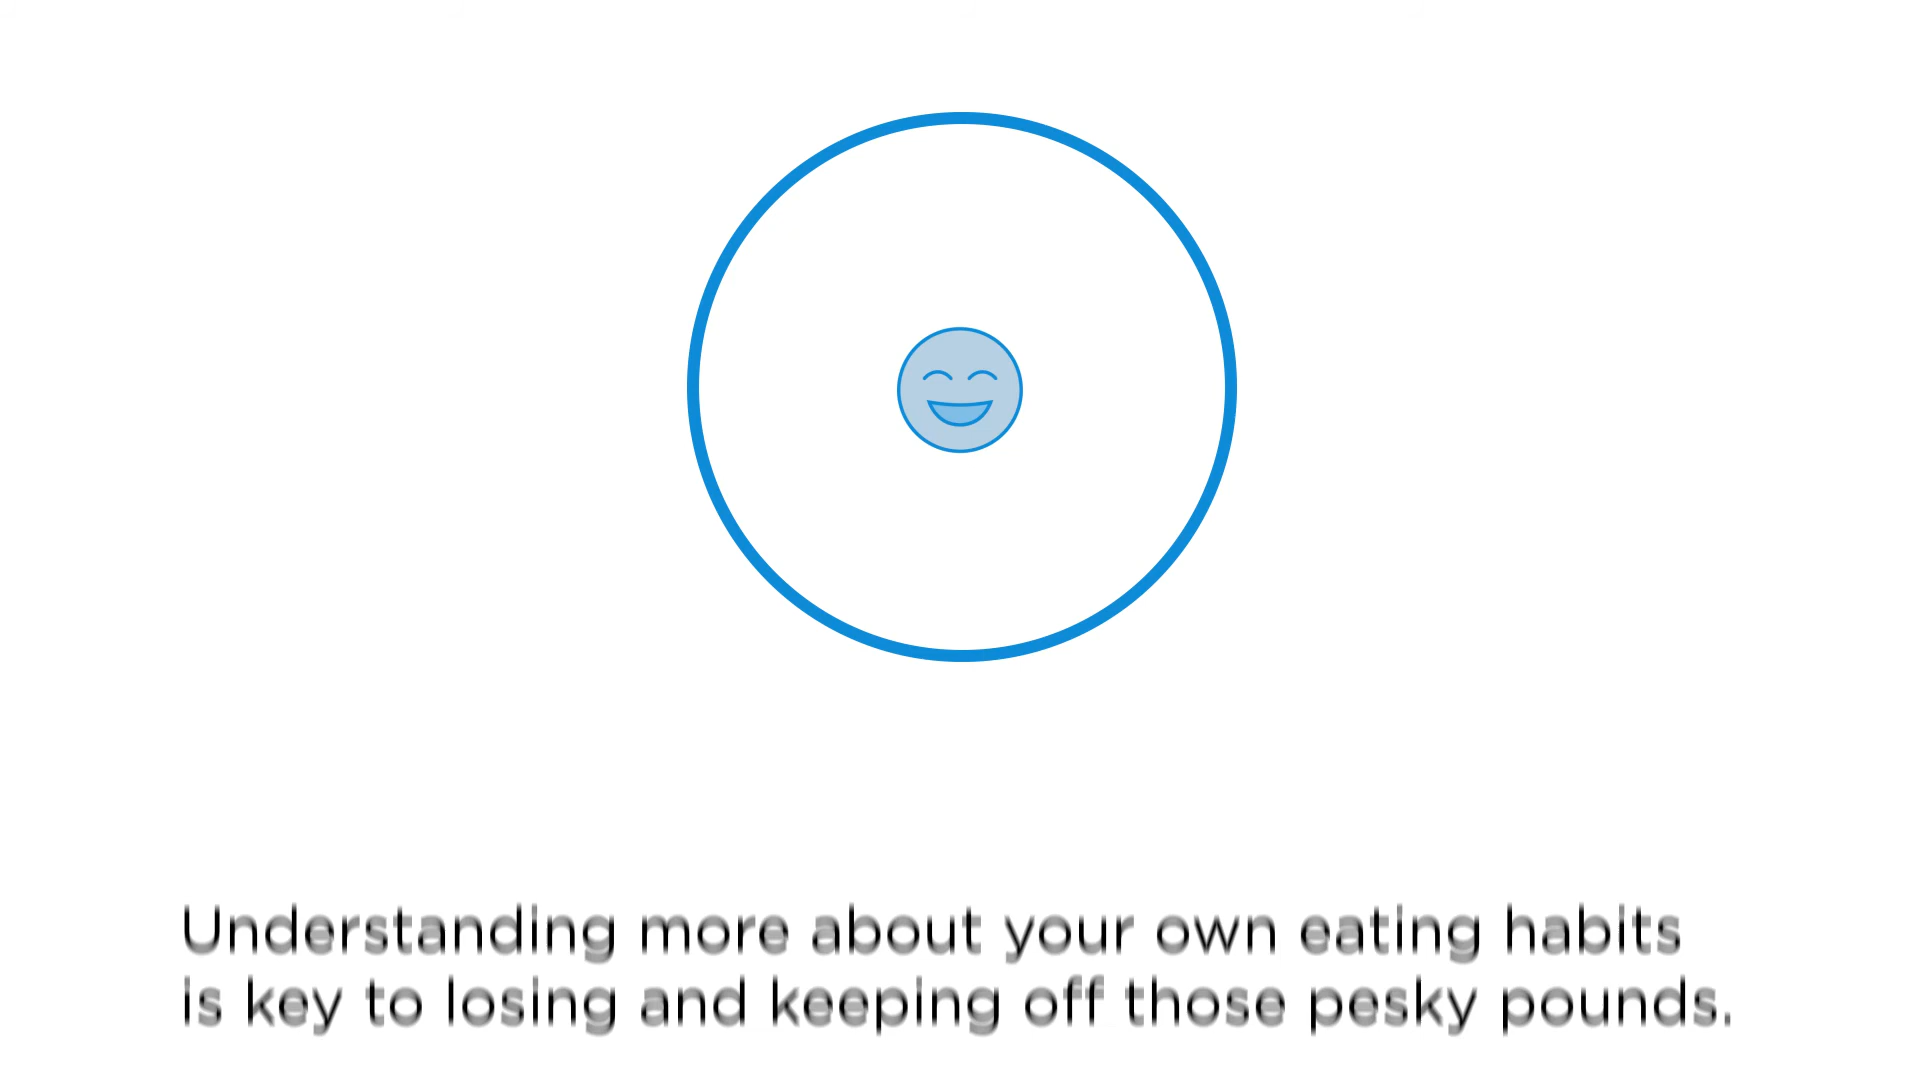 Understanding more about your own eating habits
is key to losing and keeping off those pesky pounds.